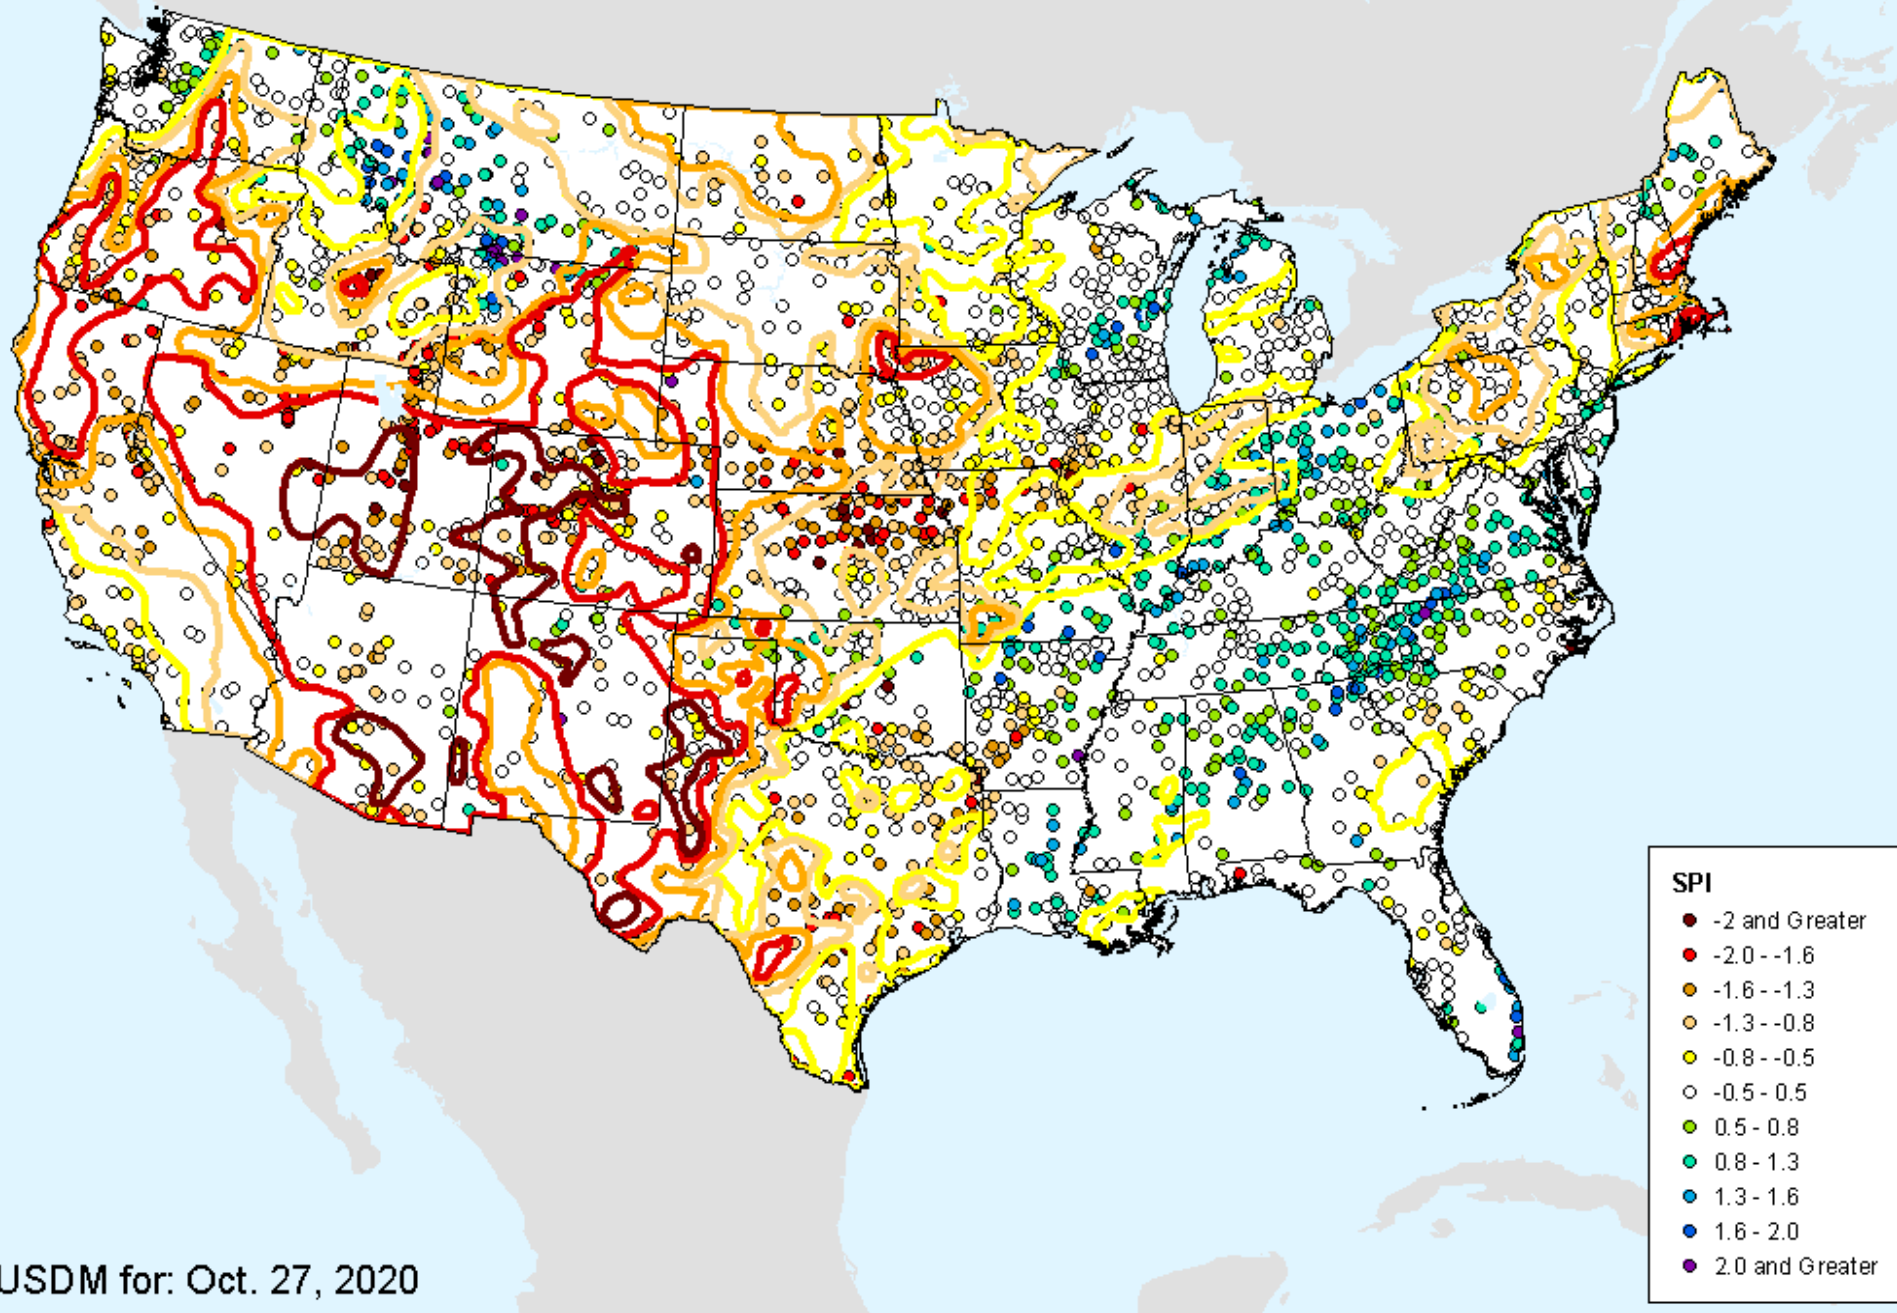 SPI
-2 and Greater
-2.0 - -1.6
-1.6 - -1.3
-1.3 - -0.8
-0.8 - -0.5
-0.5 - 0.5
0.5 - 0.8
0.8 - 1.3
1.3 - 1.6
1.6 - 2.0
2.0 and Greater
USDM for: Oct. 27, 2020